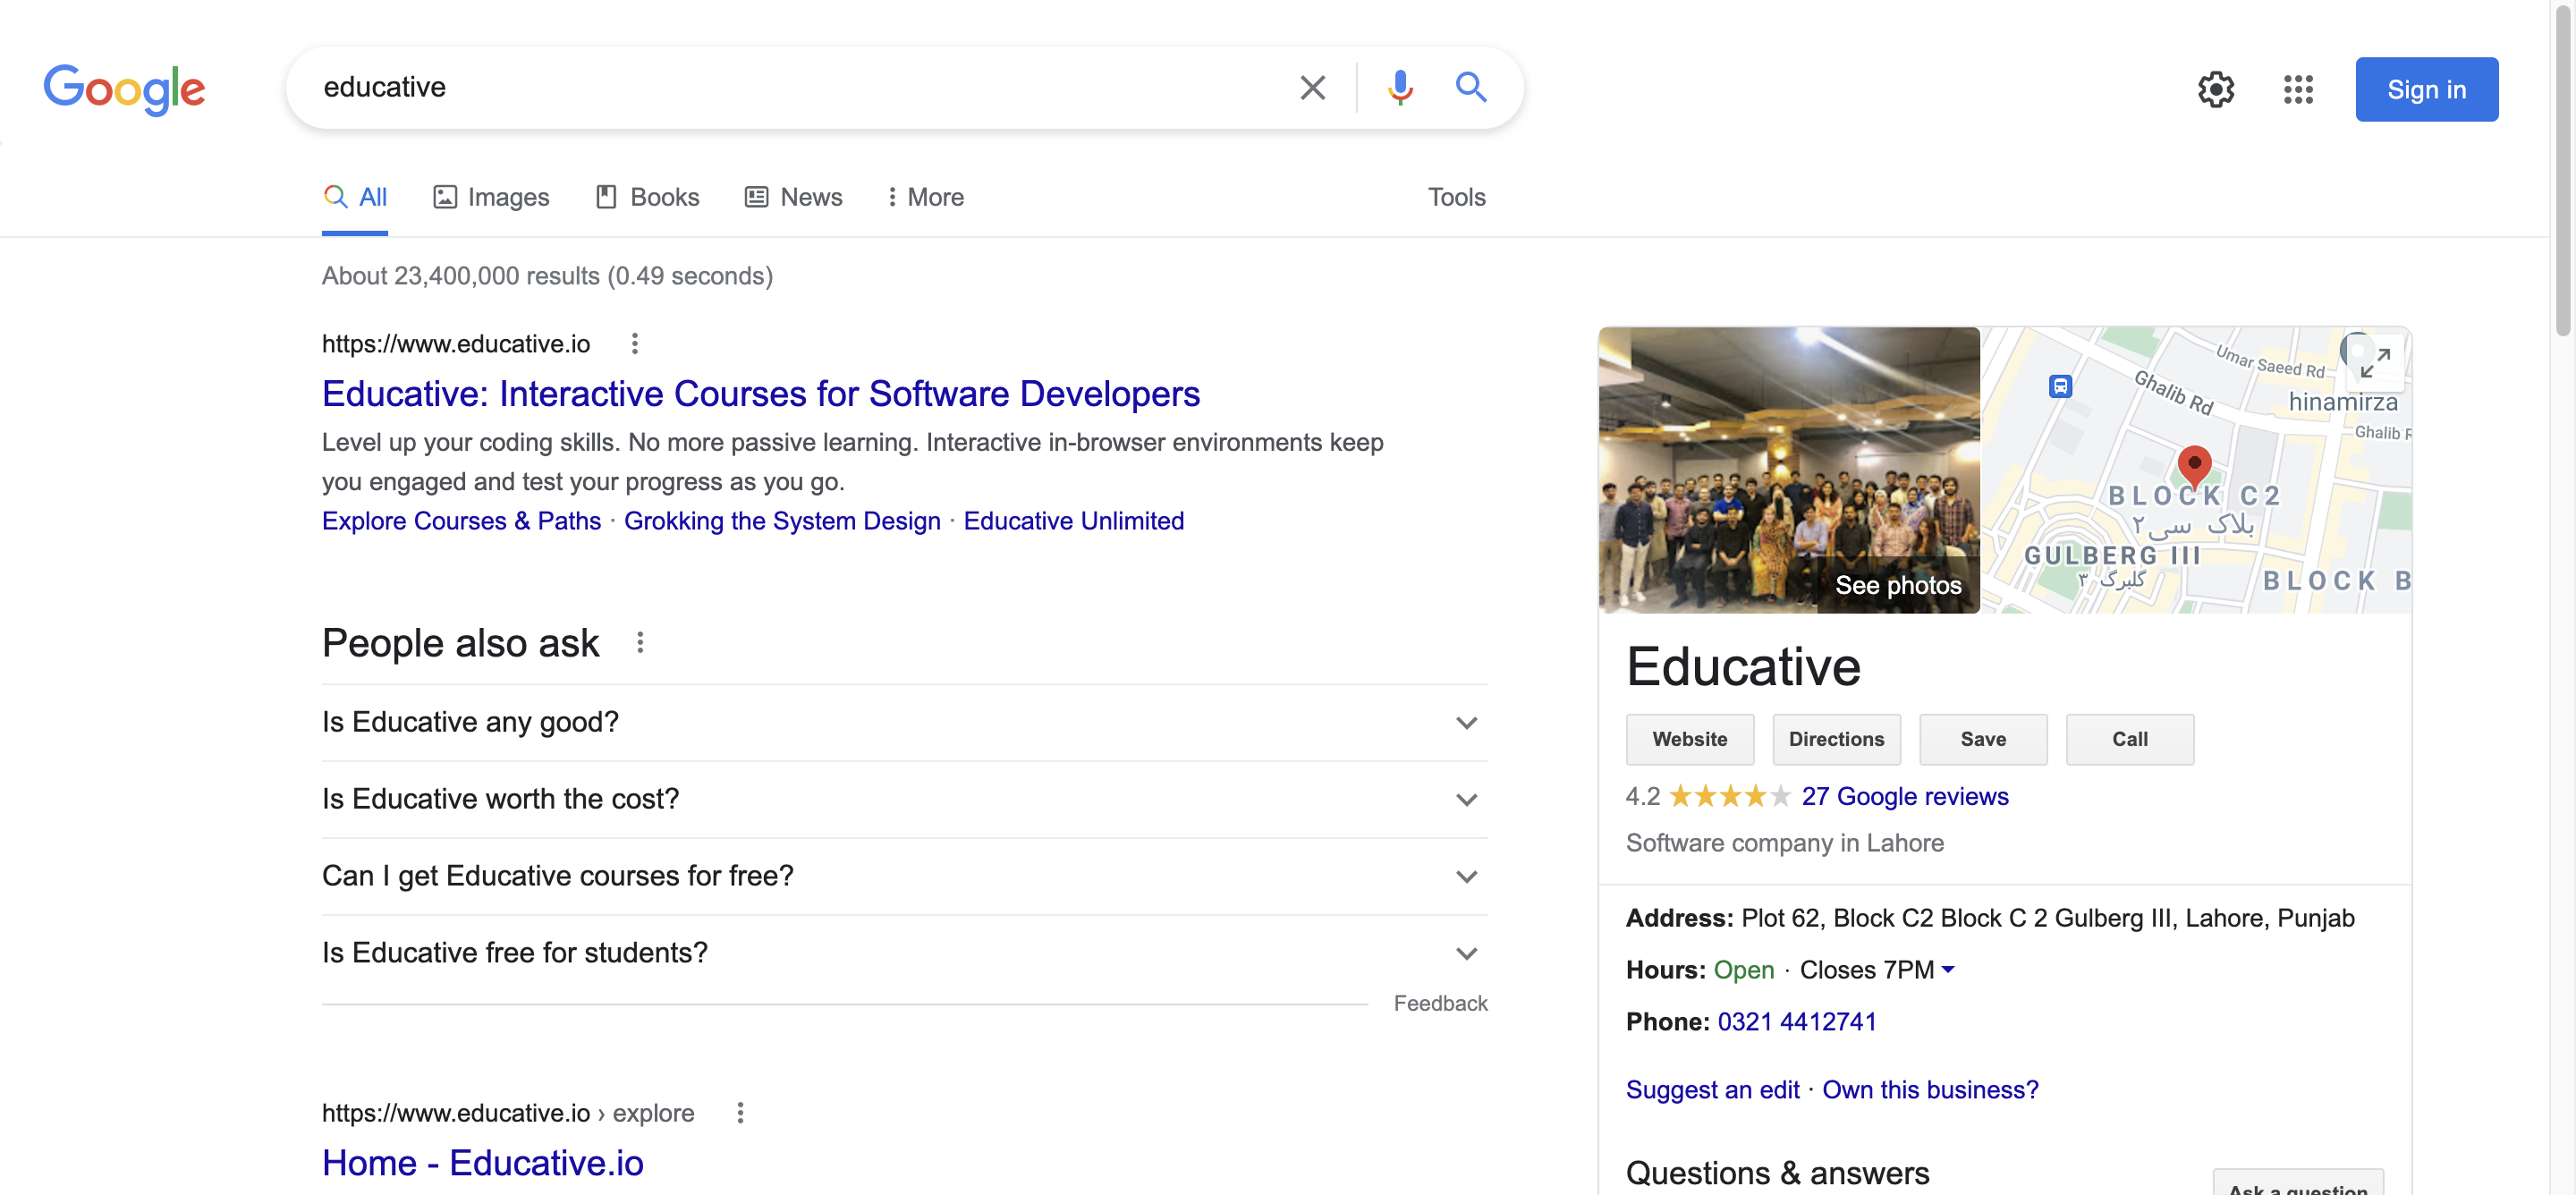 Google
educative
Sign in
All
Images
Books
News
More
Tools
About 23,400,000 results (0.49 seconds)
https://www.educative.io
Educative: Interactive Courses for Software Developers
Level up your coding skills. No more passive learning. Interactive in-browser environments keep
you engaged and test your progress as you go.
Explore Courses & Paths · Grokking the System Design · Educative Unlimited
People also ask
Is Educative any good?
Is Educative worth the cost?
Can I get Educative courses for free?
Is Educative free for students?
Feedback
https://www.educative.io › explore
Home - Educative.io
See photos
Umar Saeed Rd
Ghalib Rd
hinamirza
Ghalib R
BLOCK C2
بلاک سی ٢
GULBERG III
گلبرگ ٣
BLOCK B
Educative
Website
Directions
Save
Call
4.2
27 Google reviews
Software company in Lahore
Address: Plot 62, Block C2 Block C 2 Gulberg III, Lahore, Punjab
Hours: Open · Closes 7PM
Phone: 0321 4412741
Suggest an edit · Own this business?
Questions & answers
Ask a question